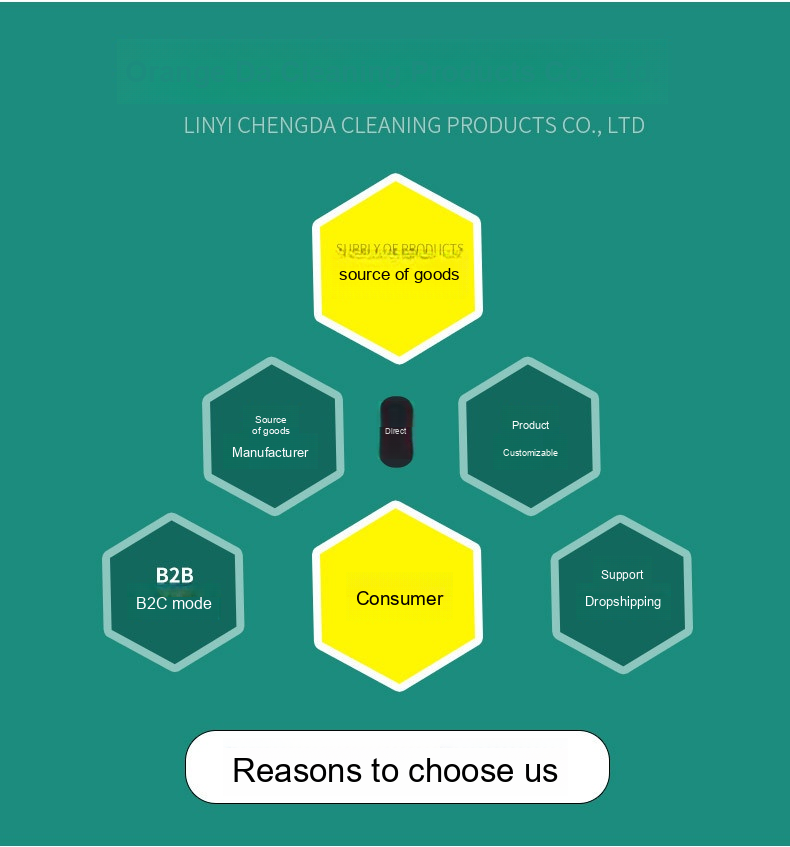 LINYI CHENGDA CLEANING PRODUCTS CO., LTD
SUPPLY OF PRODUCTS
source of goods
Source
of goods
Manufacturer
Direct
Product
Customizable
B2B
B2C mode
Consumer
Support
Dropshipping
Reasons to choose us